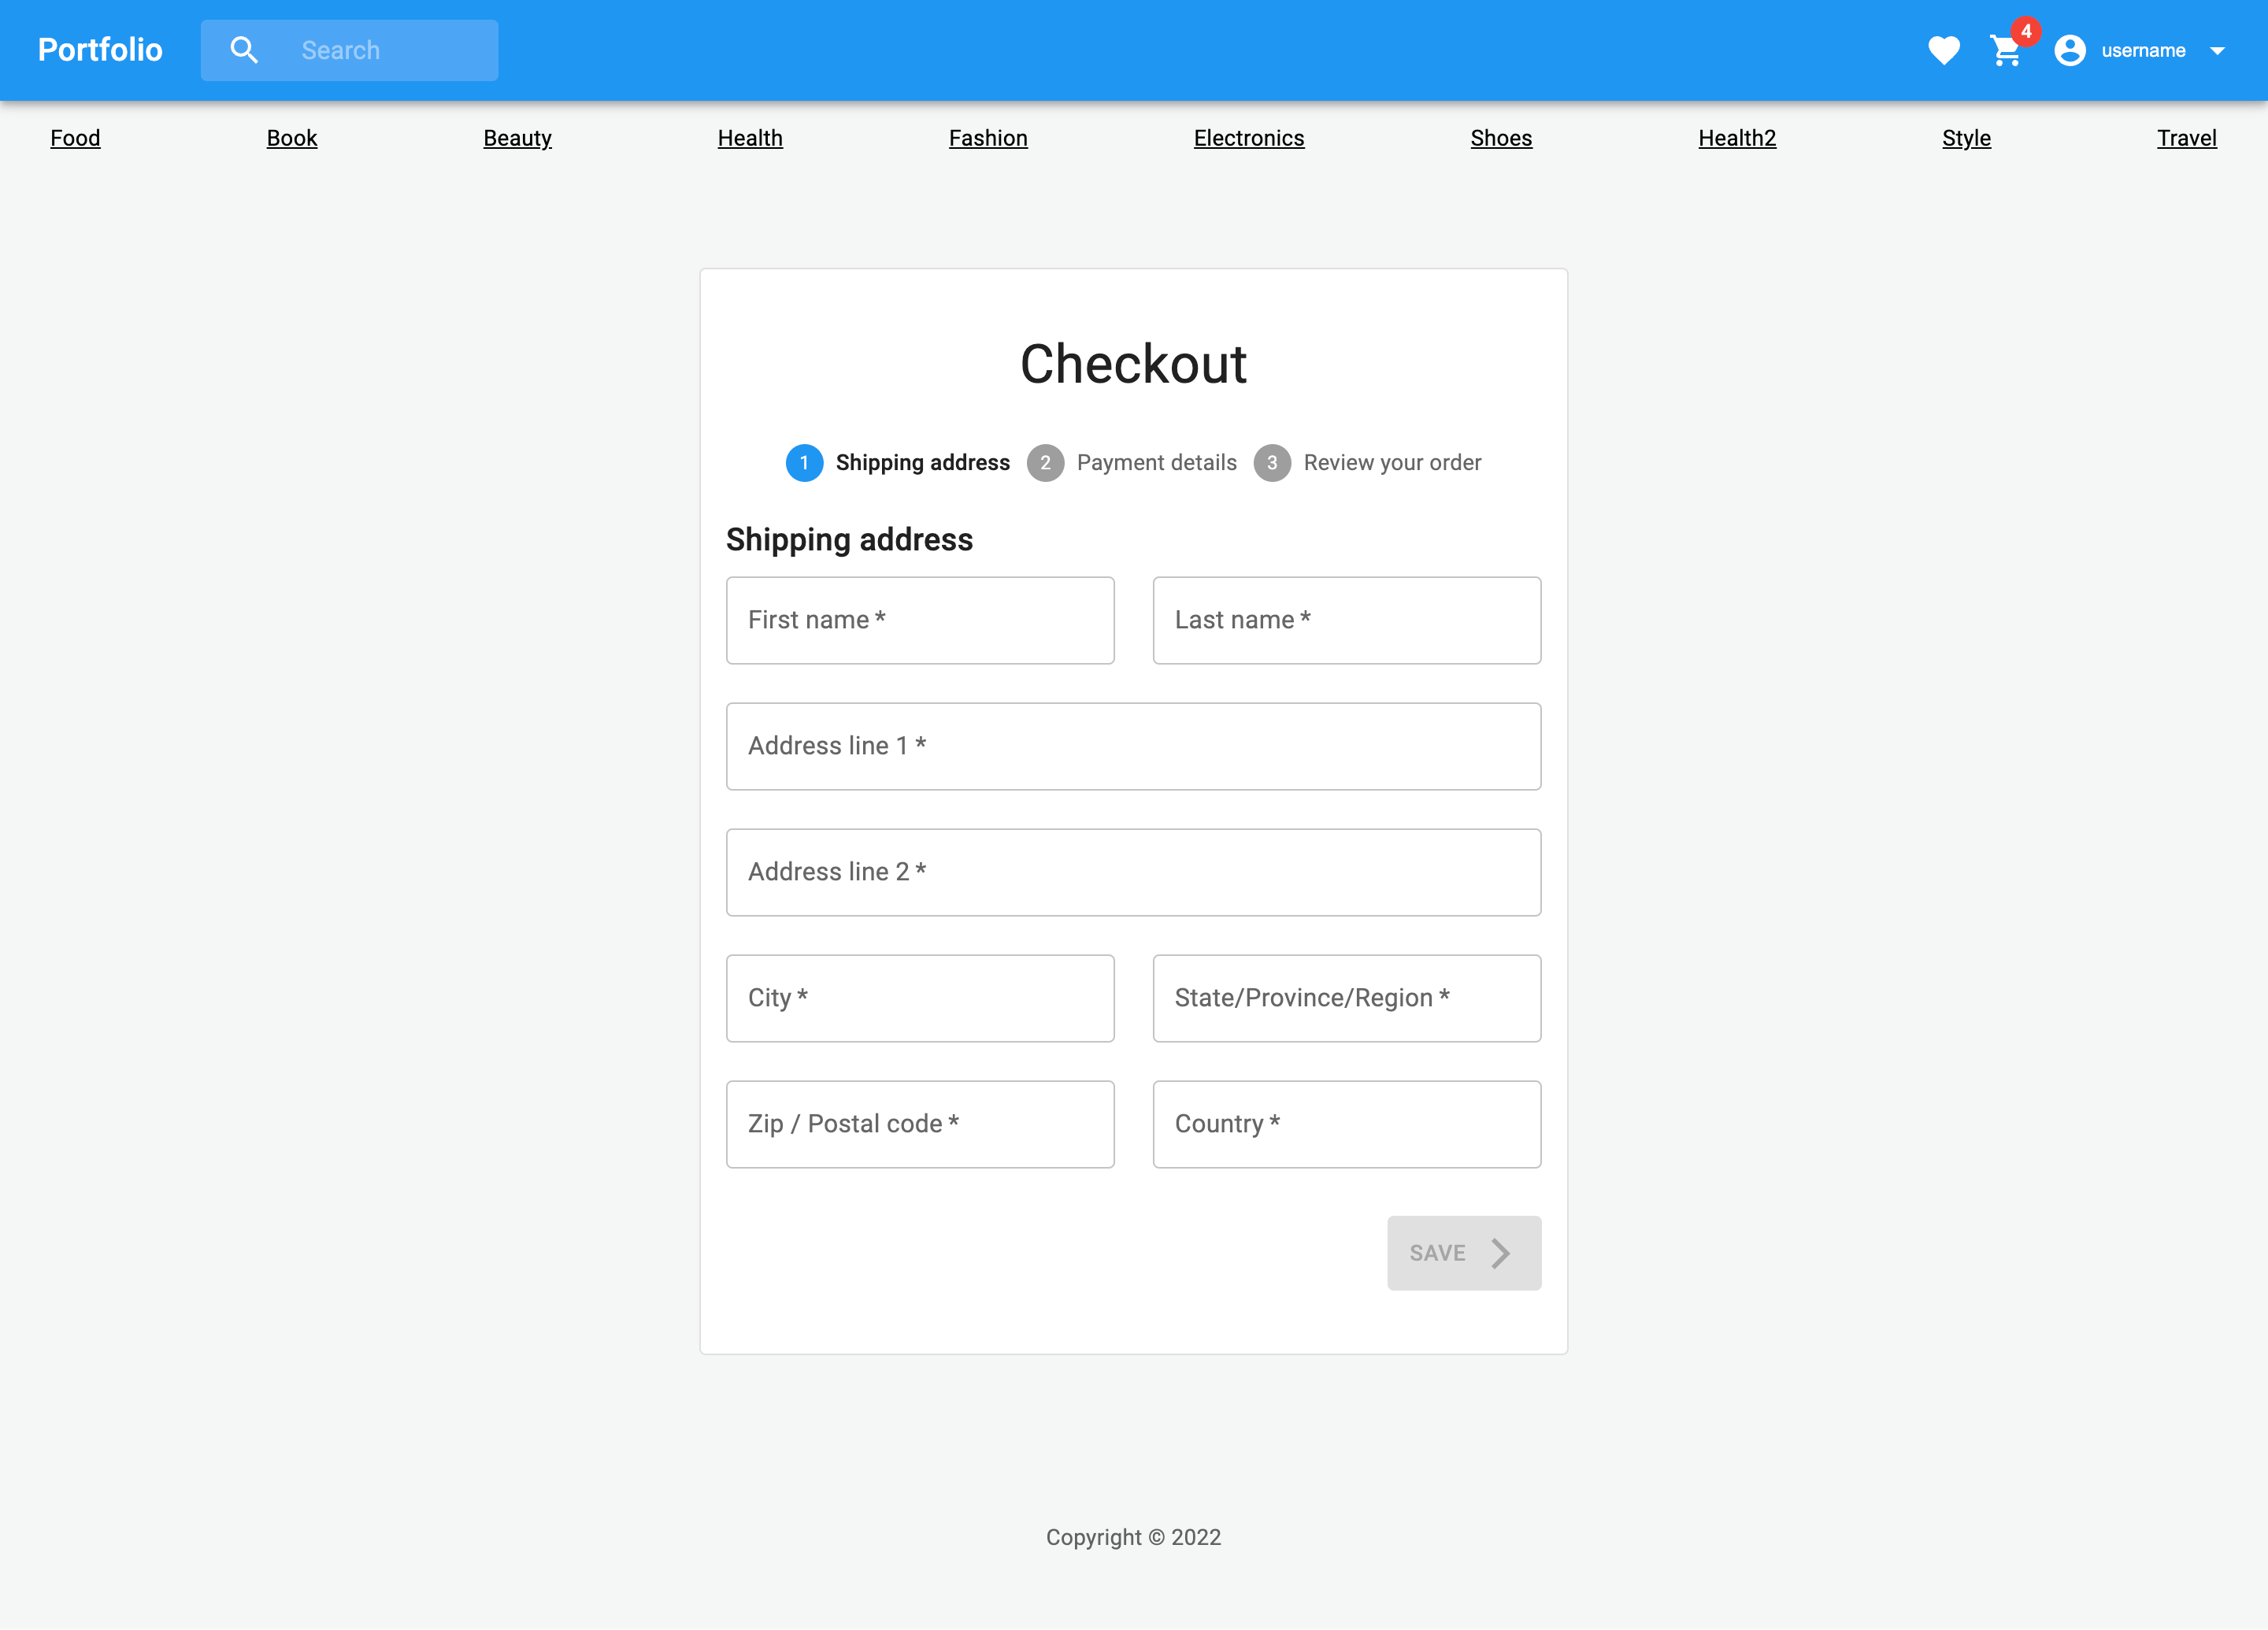 Portfolio Search 4 username
Food Book Beauty Health Fashion Electronics Shoes Health2 Style Travel
Checkout
1 Shipping address 2 Payment details 3 Review your order
Shipping address
First name * Last name *
Address line 1 *
Address line 2 *
City * State/Province/Region *
Zip / Postal code * Country *
SAVE
Copyright © 2022